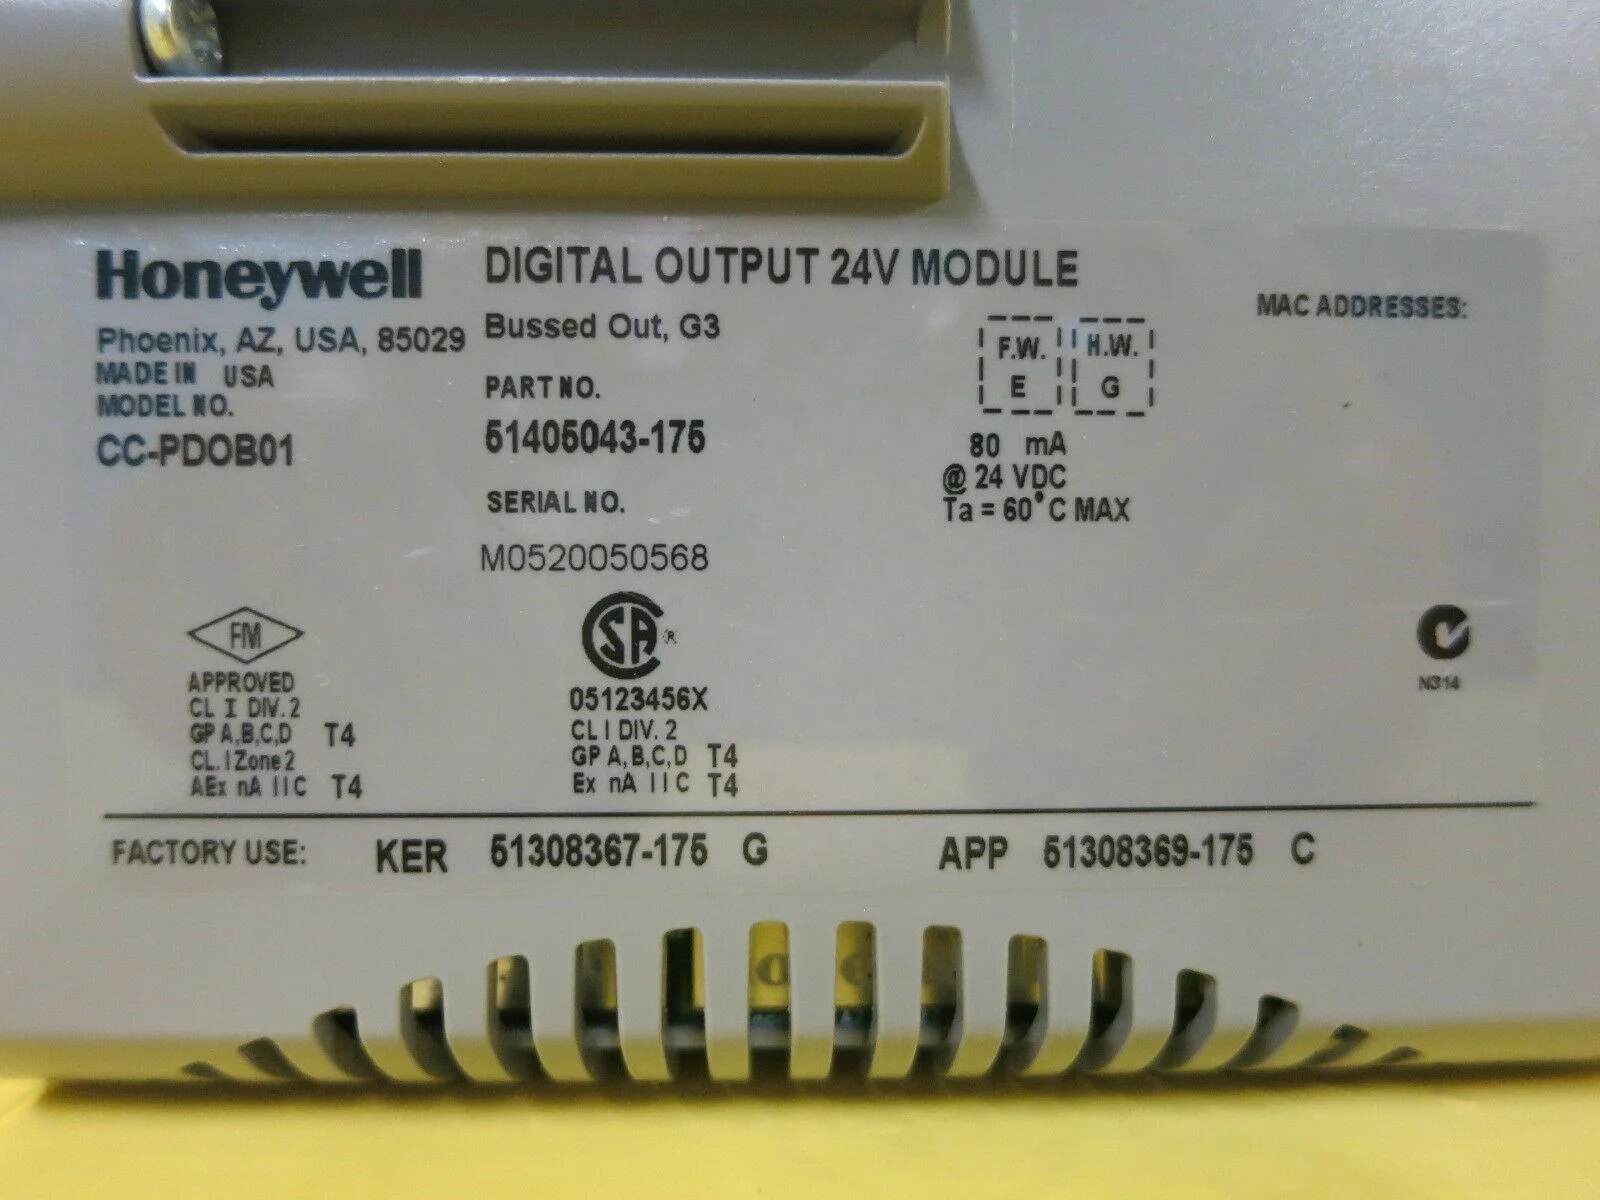 Honeywell
Phoenix, AZ, USA, 85029
MADE IN USA
MODEL NO.
CC-PDOB01
DIGITAL OUTPUT 24V MODULE
Bussed Out, G3
PART NO.
51405043-175
SERIAL NO.
M0520050568
F.W. H.W.
E G
80 mA
@ 24 VDC
Ta = 60°C MAX
MAC ADDRESSES:
FM
APPROVED
CL I DIV. 2
GP A,B,C,D T4
CL. I Zone 2
AEx nA IIC T4
SA ®
05123456X
CL I DIV. 2
GP A,B,C,D T4
Ex nA IIC T4
N314
FACTORY USE: KER 51308367-175 G APP 51308369-175 C